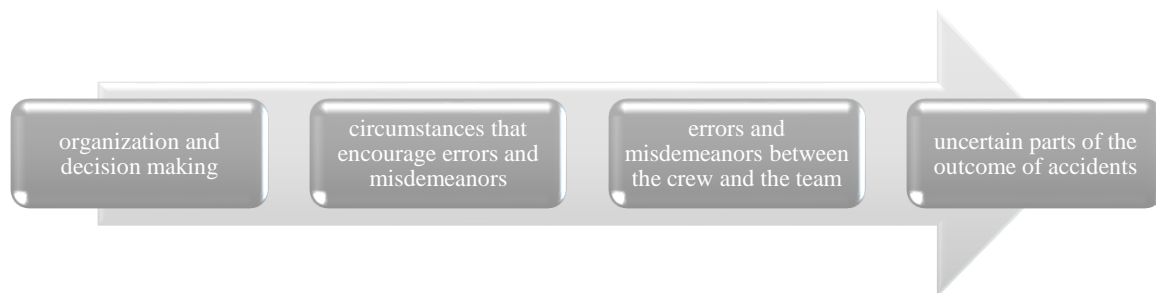 organization and
decision making
circumstances that
encourage errors and
misdemeanors
errors and
misdemeanors between
the crew and the team
uncertain parts of the
outcome of accidents